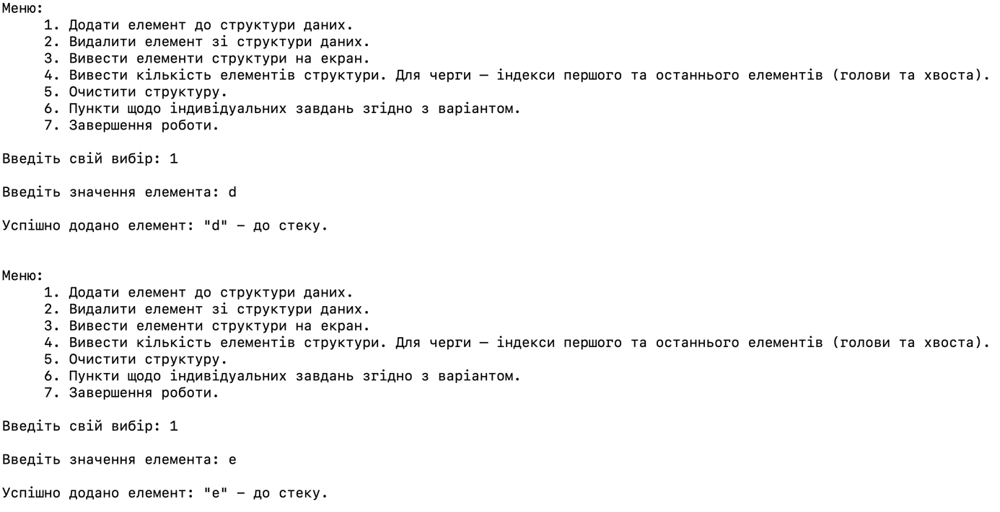 Меню:
1. Додати елемент до структури даних.
2. Видалити елемент зі структури даних.
3. Вивести елементи структури на екран.
4. Вивести кількість елементів структури. Для черги — індекси першого та останнього елементів (голови та хвоста).
5. Очистити структуру.
6. Пункти щодо індивідуальних завдань згідно з варіантом.
7. Завершення роботи.
Введіть свій вибір: 1
Введіть значення елемента: d
Успішно додано елемент: "d" – до стеку.
Меню:
1. Додати елемент до структури даних.
2. Видалити елемент зі структури даних.
3. Вивести елементи структури на екран.
4. Вивести кількість елементів структури. Для черги — індекси першого та останнього елементів (голови та хвоста).
5. Очистити структуру.
6. Пункти щодо індивідуальних завдань згідно з варіантом.
7. Завершення роботи.
Введіть свій вибір: 1
Введіть значення елемента: e
Успішно додано елемент: "e" – до стеку.